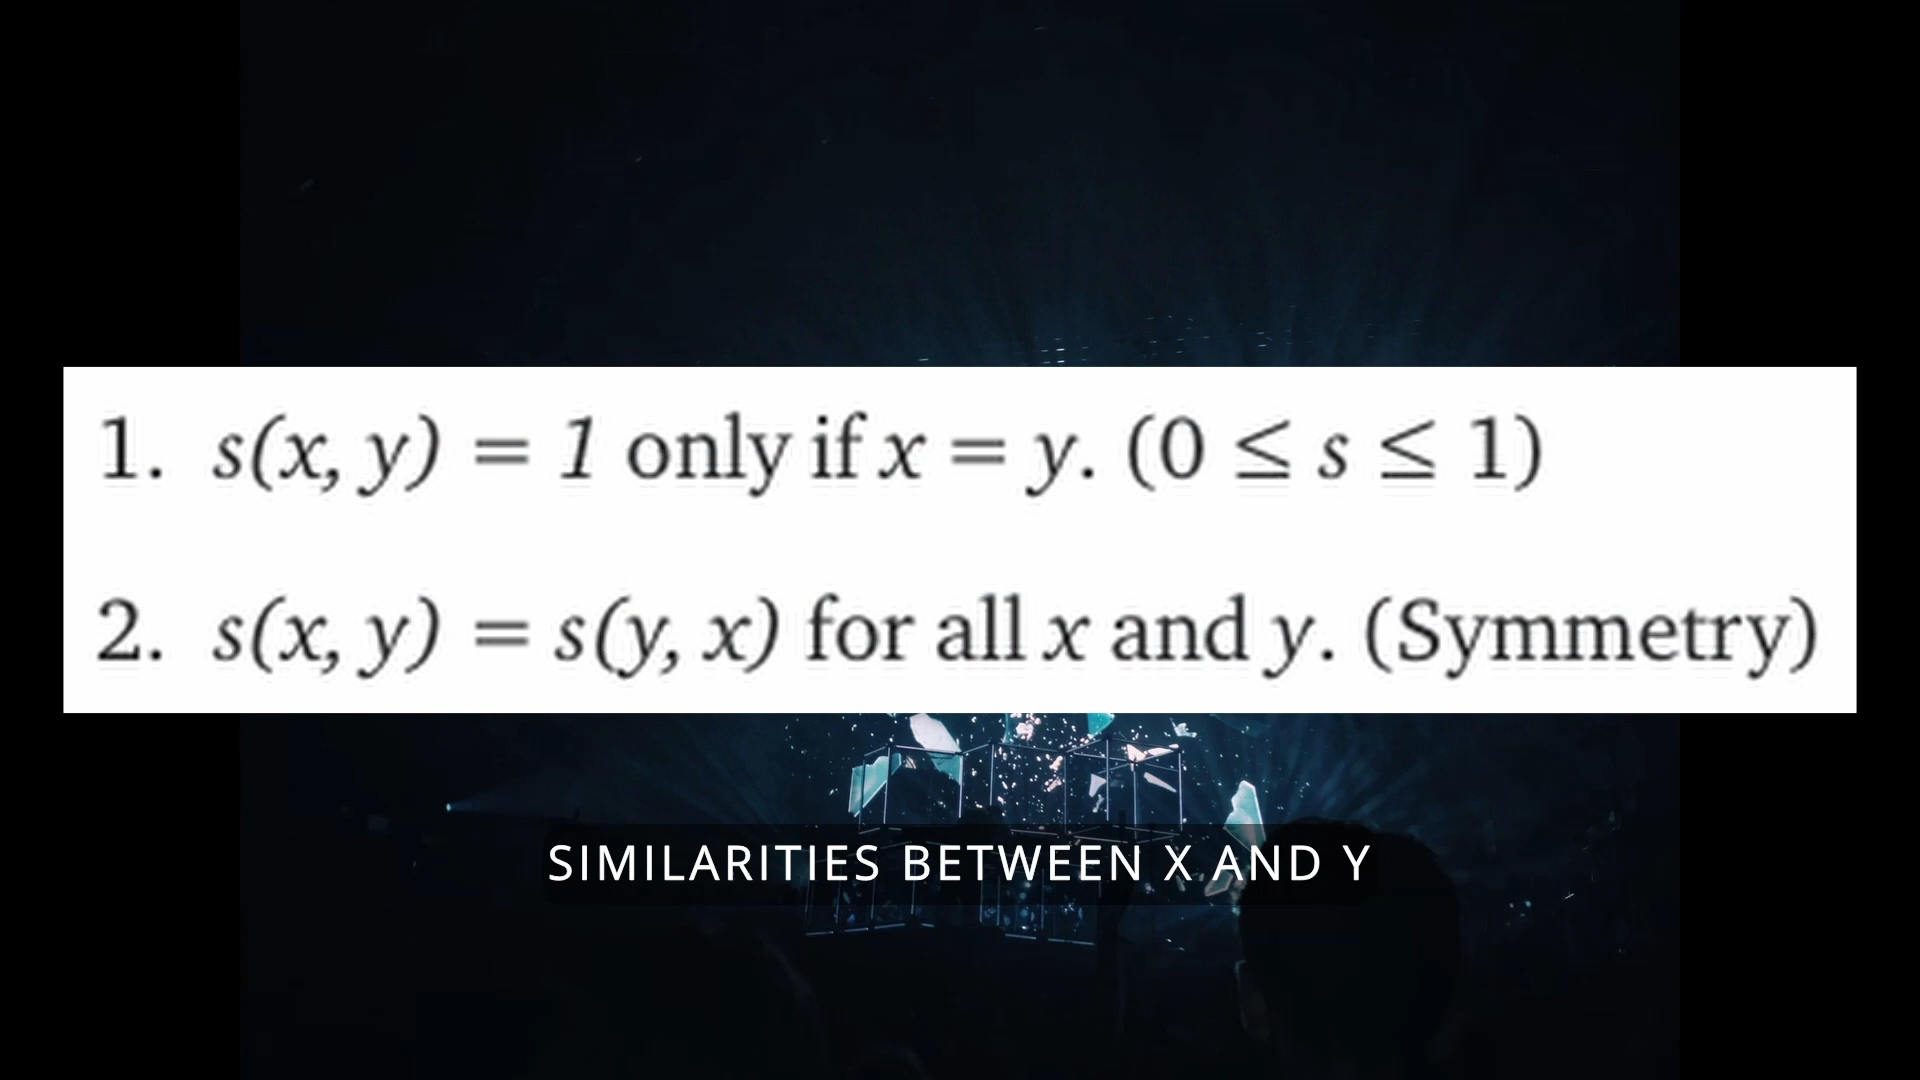 1. s(x, y) = 1 only if x = y. (0 ≤ s ≤ 1)
2. s(x, y) = s(y, x) for all x and y. (Symmetry)
SIMILARITIES BETWEEN X AND Y